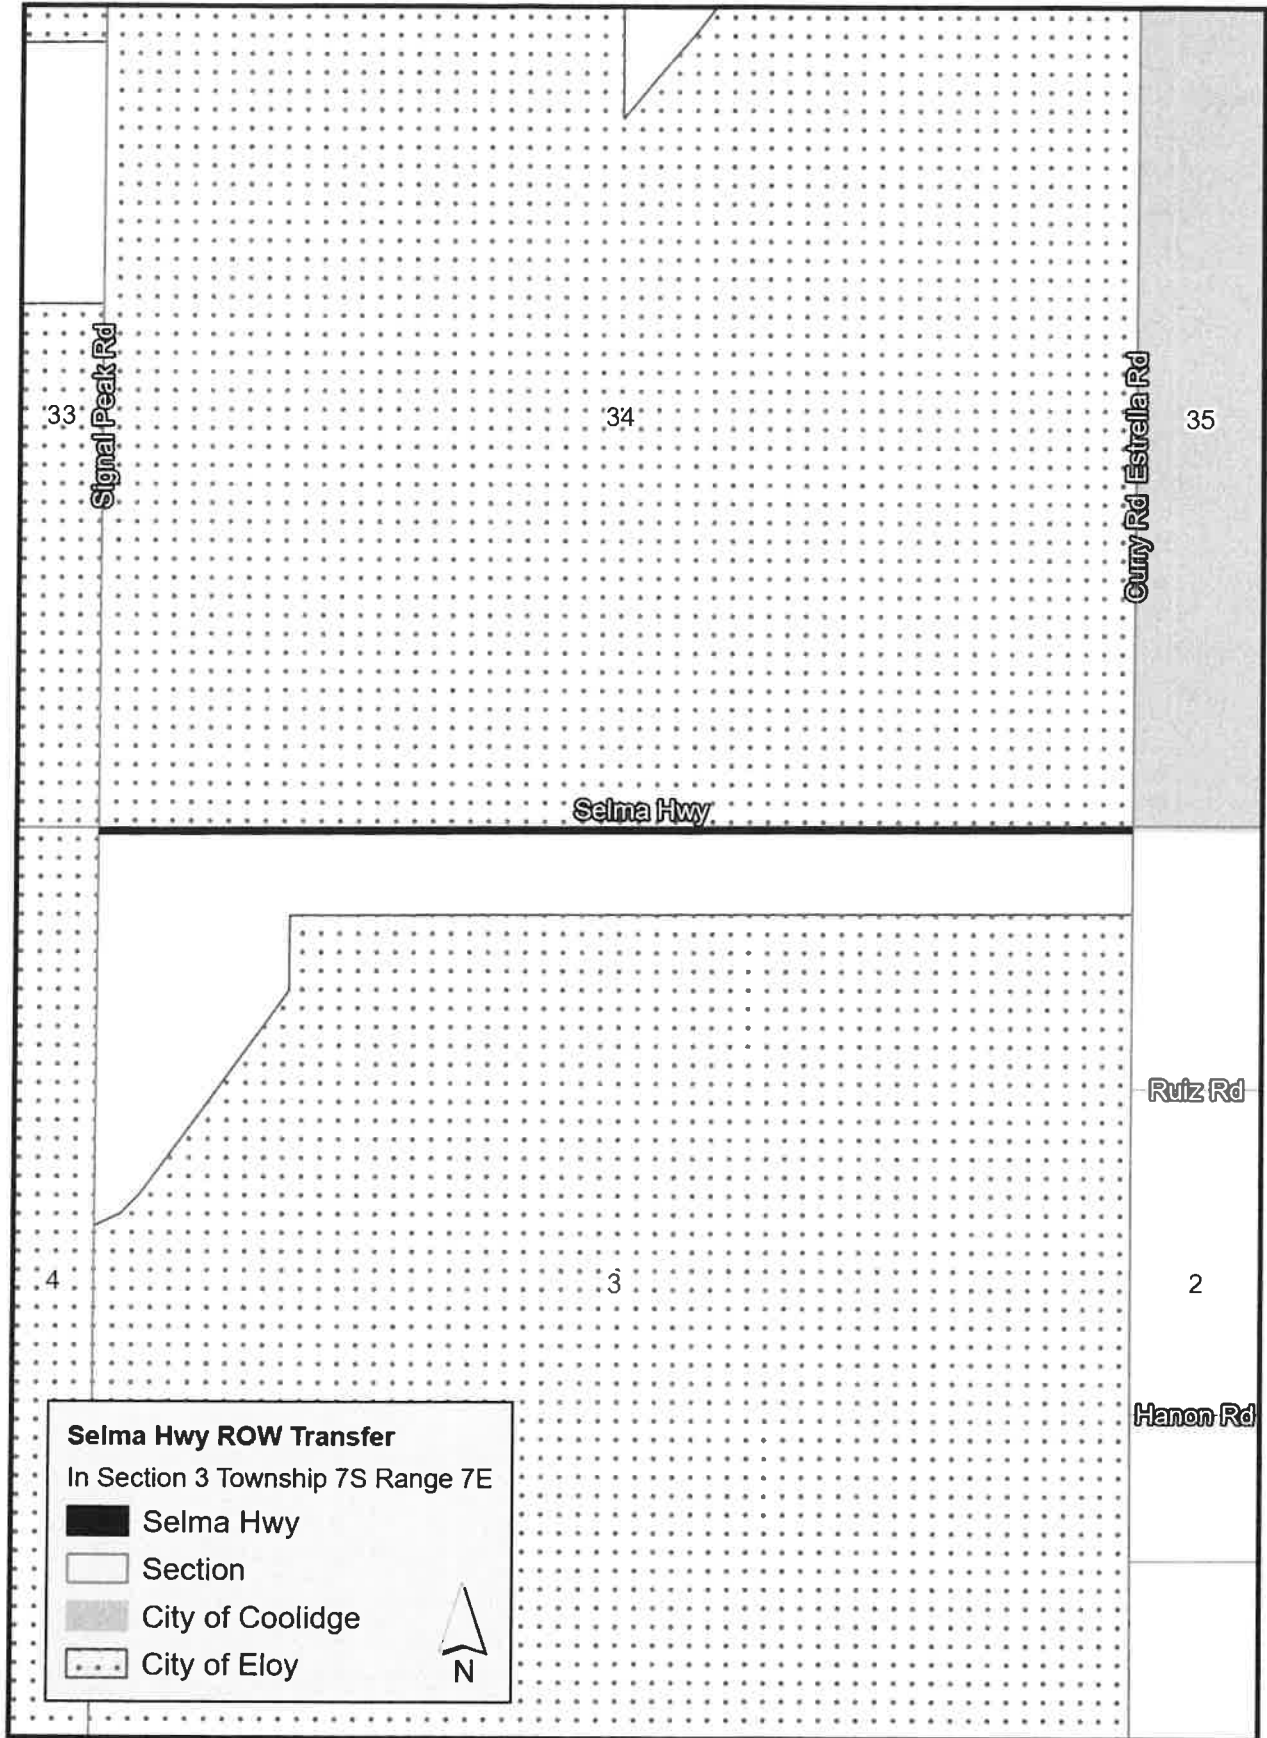 33
Signal Peak Rd
34
Curry Rd Estrella Rd
35
Selma Hwy
Ruiz Rd
4
3
2
Hanon Rd
Selma Hwy ROW Transfer
In Section 3 Township 7S Range 7E
Selma Hwy
Section
City of Coolidge
City of Eloy
N